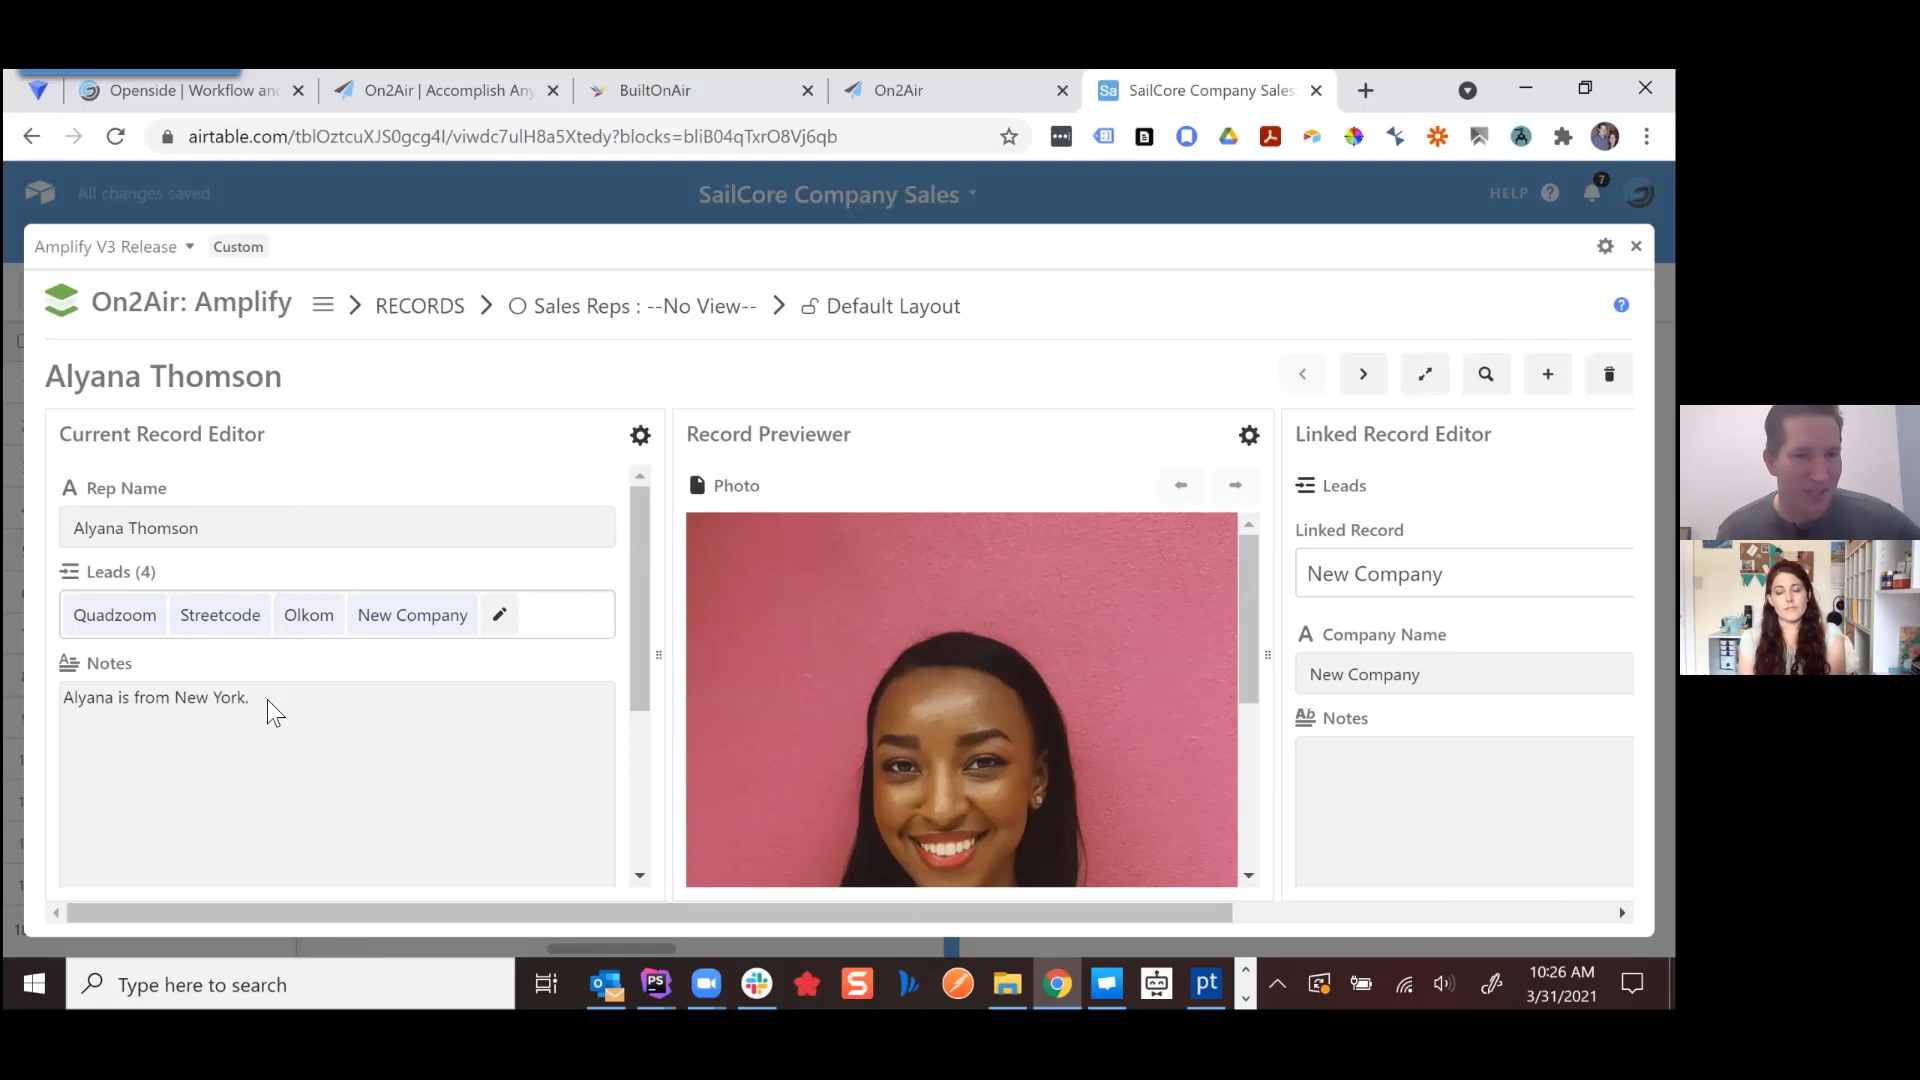 Openside | Workflow an
On2Air | Accomplish Any
BuiltOnAir
On2Air
Sa
SailCore Company Sales
airtable.com/tblOztcuXJS0gcg4I/viwdc7ulH8a5Xtedy?blocks=bliB04qTxrO8Vj6qb
All changes saved
SailCore Company Sales
HELP
7
Amplify V3 Release
Custom
On2Air: Amplify
RECORDS
Sales Reps : --No View--
Default Layout
Alyana Thomson
Current Record Editor
Rep Name
Alyana Thomson
Leads (4)
Quadzoom Streetcode Olkom New Company
Notes
Alyana is from New York.
Record Previewer
Photo
Linked Record Editor
Leads
Linked Record
New Company
Company Name
New Company
Notes
Type here to search
PS
S
pt
10:26 AM
3/31/2021